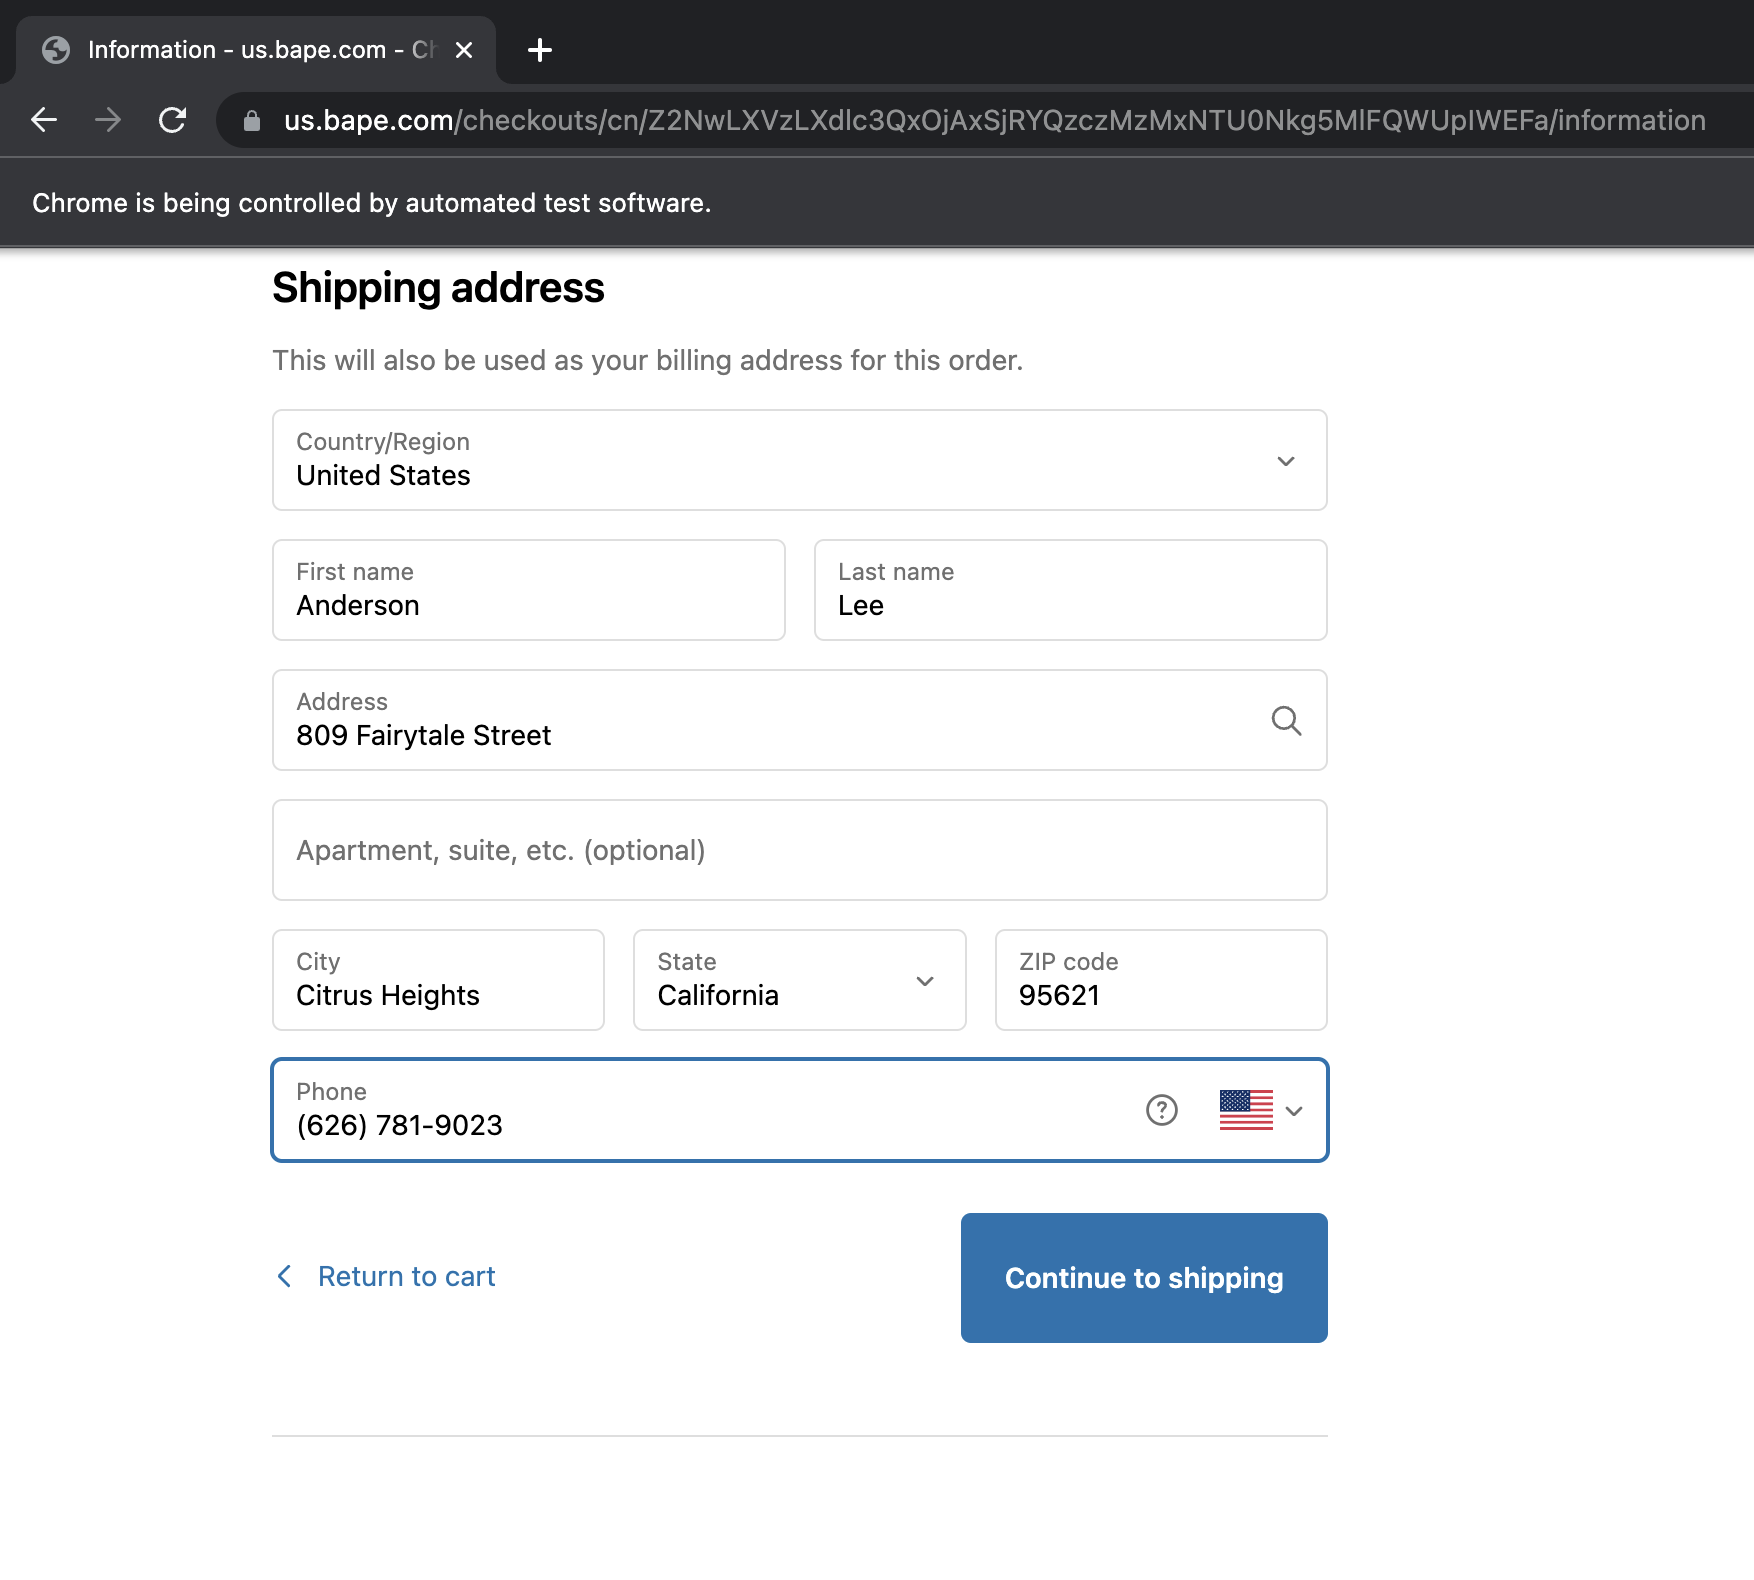 Information - us.bape.com - Ch
us.bape.com/checkouts/cn/Z2NwLXVzLXdlc3QxOjAxSjRYQzczMzMxNTU0Nkg5MlFQWUpIWEFa/information
Chrome is being controlled by automated test software.
Shipping address
This will also be used as your billing address for this order.
Country/Region
United States
First name
Anderson
Last name
Lee
Address
809 Fairytale Street
Apartment, suite, etc. (optional)
City
Citrus Heights
State
California
ZIP code
95621
Phone
(626) 781-9023
Return to cart
Continue to shipping